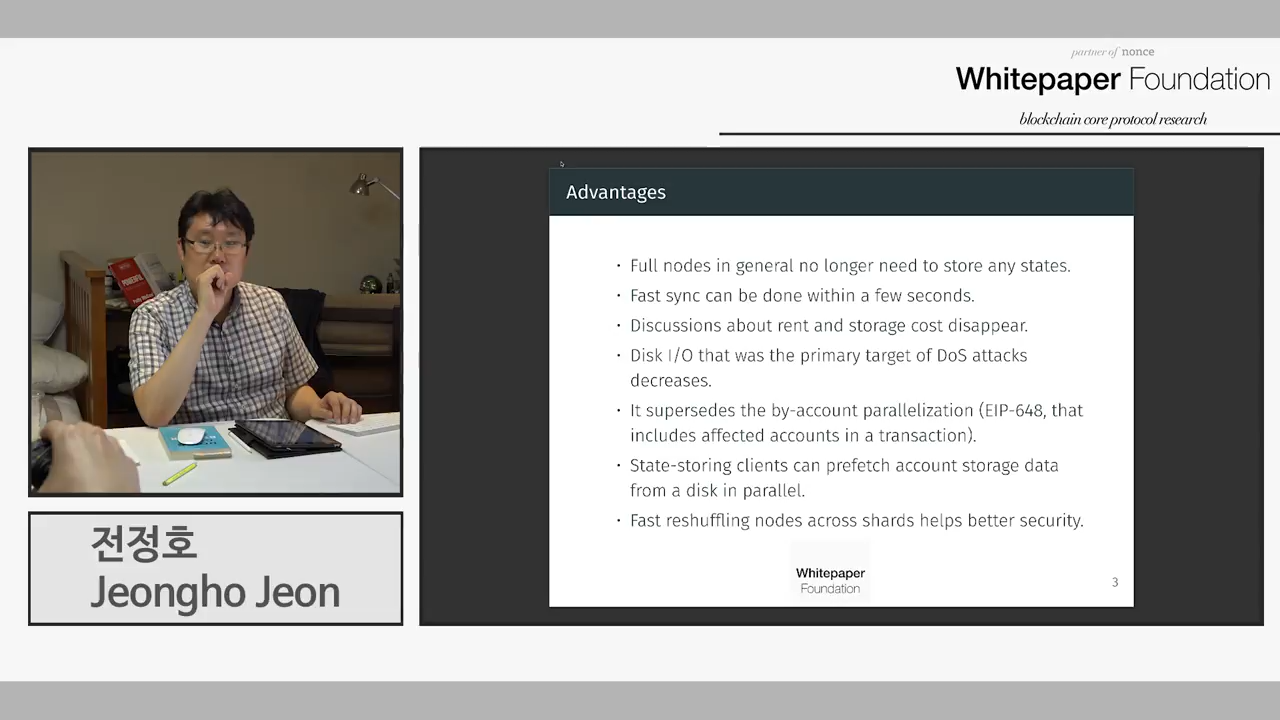 partner of nonce
Whitepaper Foundation
blockchain core protocol research
Advantages
· Full nodes in general no longer need to store any states.
· Fast sync can be done within a few seconds.
· Discussions about rent and storage cost disappear.
· Disk I/O that was the primary target of DoS attacks
decreases.
· It supersedes the by-account parallelization (EIP-648, that
includes affected accounts in a transaction).
· State-storing clients can prefetch account storage data
from a disk in parallel.
· Fast reshuffling nodes across shards helps better security.
Whitepaper
Foundation
3
POWERFUL
전정호
Jeongho Jeon